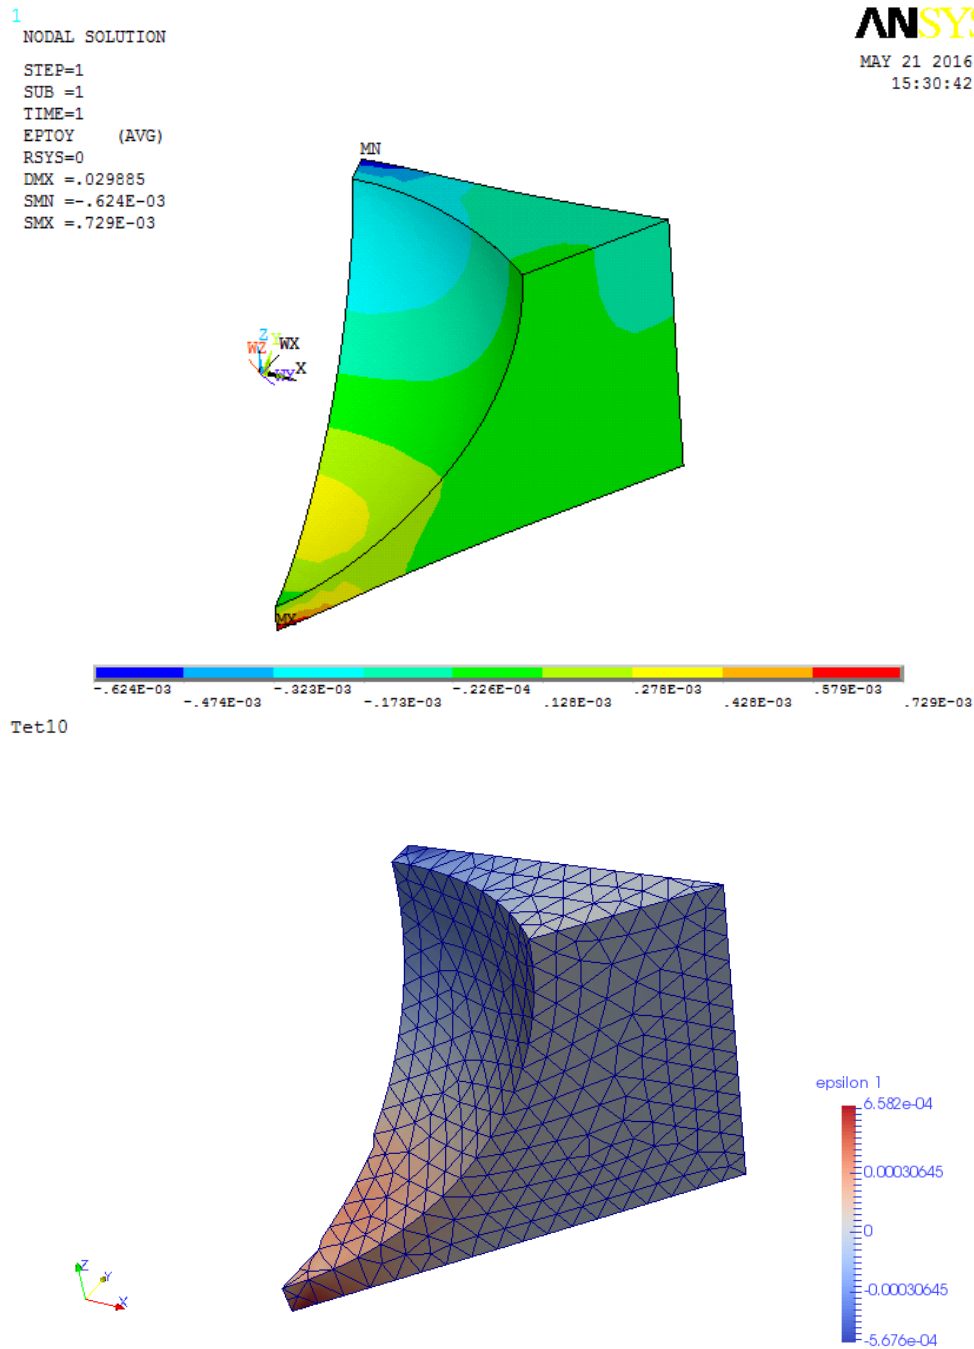 1
NODAL SOLUTION
STEP=1
SUB =1
TIME=1
EPTOY (AVG)
RSYS=0
DMX =.029885
SMN =-.624E-03
SMX =.729E-03
ANSYS
MAY 21 2016
15:30:42
MN
Z Y WX
WZ X
WY
MX
-.624E-03 -.323E-03 -.226E-04 .278E-03 .579E-03
-.474E-03 -.173E-03 .128E-03 .428E-03 .729E-03
Tet10
epsilon 1
6.582e-04
0.00030645
0
-0.00030645
-5.676e-04
Z
Y
X